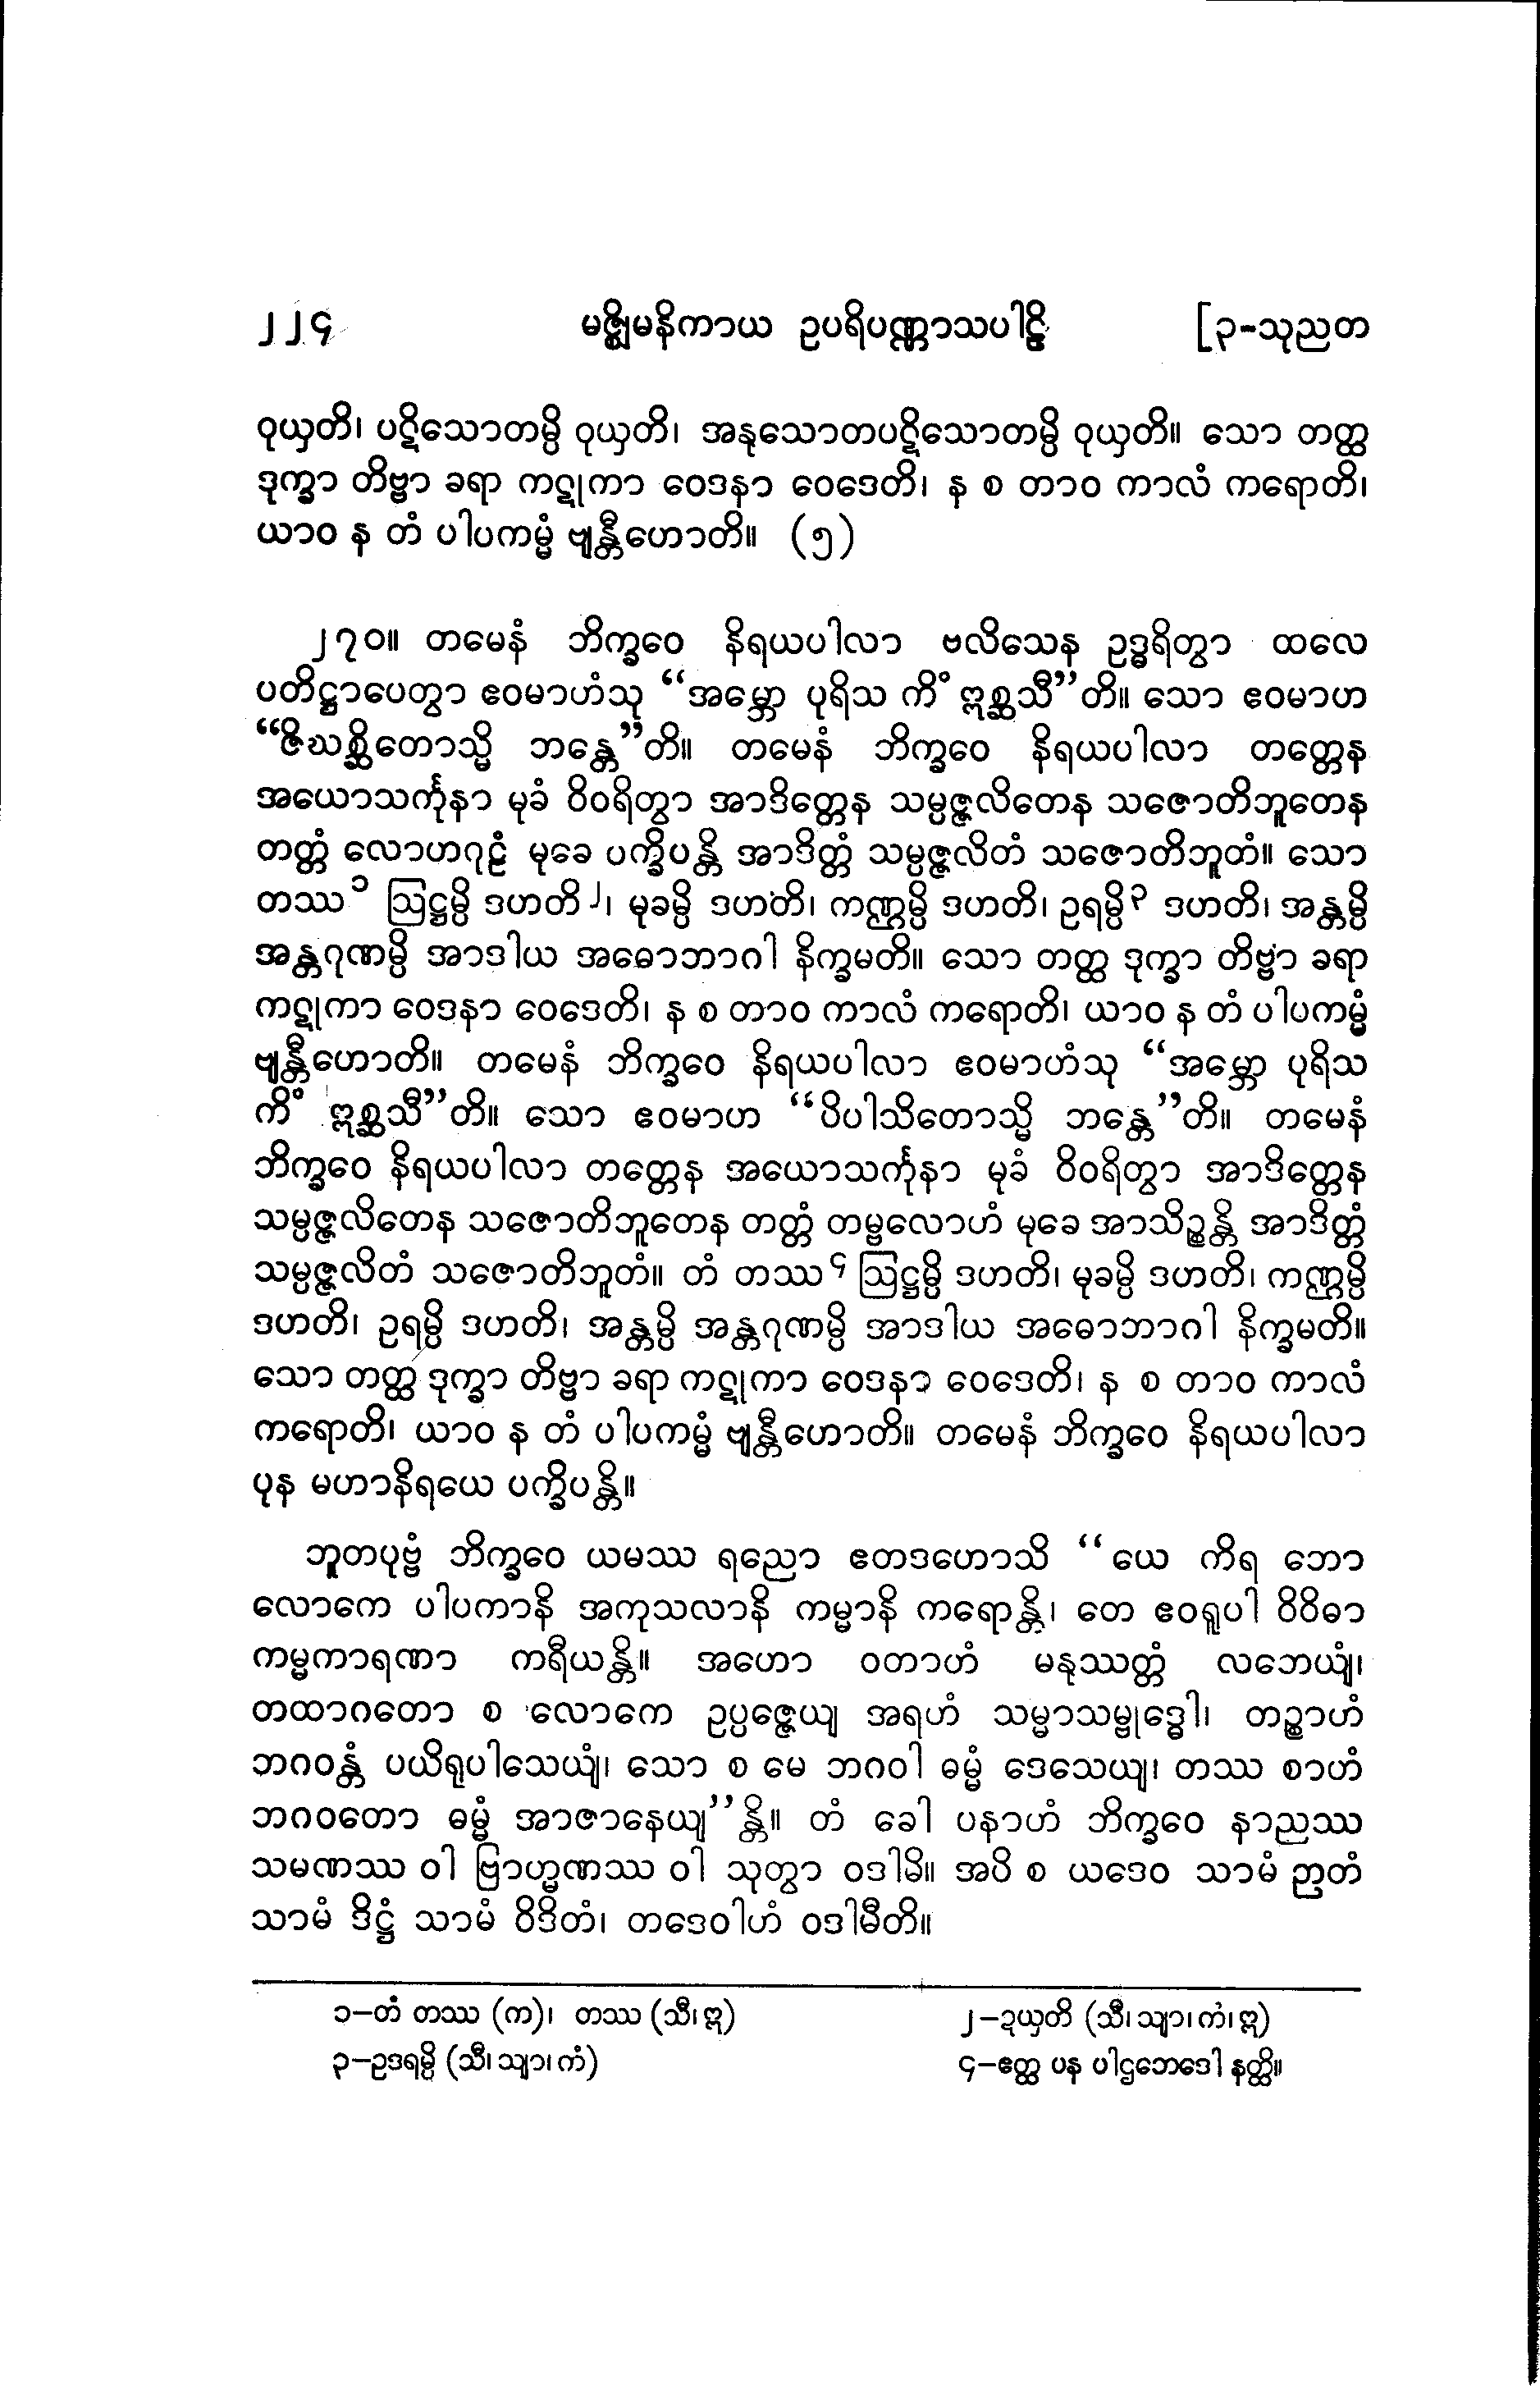 ၂၂၄ မဇ္ဈိမနိကာယ ဥပရိပဏ္ဏာသပါဠိ [၃-သုညတ
ဝုယှတိ၊ ပဋိသောတမ္ပိ ဝုယှတိ၊ အနုသောတပဋိသောတမ္ပိ ဝုယှတိ။ သော တတ္ထ
ဒုက္ခာ တိဗ္ဗာ ခရာ ကဋုကာ ဝေဒနာ ဝေဒေတိ၊ န စ တာဝ ကာလံ ကရောတိ၊
ယာဝ န တံ ပါပကမ္မံ ဗျန္တီဟောတိ။ (၅)
၂၇၀။ တမေနံ ဘိက္ခဝေ နိရယပါလာ ဗလိသေန ဥဒ္ဓရိတွာ ထလေ
ပတိဋ္ဌာပေတွာ ဧဝမာဟံသု “အမ္ဘော ပုရိသ ကိံ ဣစ္ဆသီ”တိ။ သော ဧဝမာဟ
“ဇိဃစ္ဆိတောသ္မိ ဘန္တေ”တိ။ တမေနံ ဘိက္ခဝေ နိရယပါလာ တတ္တေန
အယောသင်္ကုနာ မုခံ ဝိဝရိတွာ အာဒိတ္တေန သမ္ပဇ္ဇလိတေန သဇောတိဘူတေန
တတ္တံ လောဟဂုဠံ မုခေ ပက္ခိပန္တိ အာဒိတ္တံ သမ္ပဇ္ဇလိတံ သဇောတိဘူတံ။ သော
တဿ ၁ ဩဋ္ဌမ္ပိ ဒဟတိ ၂၊ မုခမ္ပိ ဒဟတိ၊ ကဏ္ဌမ္ပိ ဒဟတိ၊ ဥရမ္ပိ ၃ ဒဟတိ၊ အန္တမ္ပိ
အန္တဂုဏမ္ပိ အာဒါယ အဓောဘာဂါ နိက္ခမတိ။ သော တတ္ထ ဒုက္ခာ တိဗ္ဗာ ခရာ
ကဋုကာ ဝေဒနာ ဝေဒေတိ၊ န စ တာဝ ကာလံ ကရောတိ၊ ယာဝ န တံ ပါပကမ္မံ
ဗျန္တီဟောတိ။ တမေနံ ဘိက္ခဝေ နိရယပါလာ ဧဝမာဟံသု “အမ္ဘော ပုရိသ
ကိံ ဣစ္ဆသီ”တိ။ သော ဧဝမာဟ “ပိပါသိတောသ္မိ ဘန္တေ”တိ။ တမေနံ
ဘိက္ခဝေ နိရယပါလာ တတ္တေန အယောသင်္ကုနာ မုခံ ဝိဝရိတွာ အာဒိတ္တေန
သမ္ပဇ္ဇလိတေန သဇောတိဘူတေန တတ္တံ တမ္ဗလောဟံ မုခေ အာသိဉ္စန္တိ အာဒိတ္တံ
သမ္ပဇ္ဇလိတံ သဇောတိဘူတံ။ တံ တဿ ၄ ဩဋ္ဌမ္ပိ ဒဟတိ၊ မုခမ္ပိ ဒဟတိ၊ ကဏ္ဌမ္ပိ
ဒဟတိ၊ ဥရမ္ပိ ဒဟတိ၊ အန္တမ္ပိ အန္တဂုဏမ္ပိ အာဒါယ အဓောဘာဂါ နိက္ခမတိ။
သော တတ္ထ ဒုက္ခာ တိဗ္ဗာ ခရာ ကဋုကာ ဝေဒနာ ဝေဒေတိ၊ န စ တာဝ ကာလံ
ကရောတိ၊ ယာဝ န တံ ပါပကမ္မံ ဗျန္တီဟောတိ။ တမေနံ ဘိက္ခဝေ နိရယပါလာ
ပုန မဟာနိရယေ ပက္ခိပန္တိ။
ဘူတပုဗ္ဗံ ဘိက္ခဝေ ယမဿ ရညော ဧတဒဟောသိ “ယေ ကိရ ဘော
လောကေ ပါပကာနိ အကုသလာနိ ကမ္မာနိ ကရောန္တိ၊ တေ ဧဝရူပါ ဝိဝိဓာ
ကမ္မကာရဏာ ကရီယန္တိ။ အဟော ဝတာဟံ မနုဿတ္တံ လဘေယျံ၊
တထာဂတော စ လောကေ ဥပ္ပဇ္ဇေယျ အရဟံ သမ္မာသမ္ဗုဒ္ဓေါ၊ တဉ္စာဟံ
ဘဂဝန္တံ ပယိရုပါသေယျံ၊ သော စ မေ ဘဂဝါ ဓမ္မံ ဒေသေယျ၊ တဿ စာဟံ
ဘဂဝတော ဓမ္မံ အာဇာနေယျ”န္တိ။ တံ ခေါ ပနာဟံ ဘိက္ခဝေ နာညဿ
သမဏဿ ဝါ ဗြာဟ္မဏဿ ဝါ သုတွာ ဝဒါမိ။ အပိ စ ယဒေဝ သာမံ ဉာတံ
သာမံ ဒိဋ္ဌံ သာမံ ဝိဒိတံ၊ တဒေဝါဟံ ဝဒါမီတိ။
၁–တံ တဿ (က)၊ တဿ (သီ၊ ဣ) ၂–ဍယှတိ (သီ၊ သျာ၊ ကံ၊ ဣ)
၃–ဥဒရမ္ပိ (သီ၊ သျာ၊ ကံ) ၄–ဧတ္ထ ပန ပါဌဘေဒေါ နတ္ထိ။